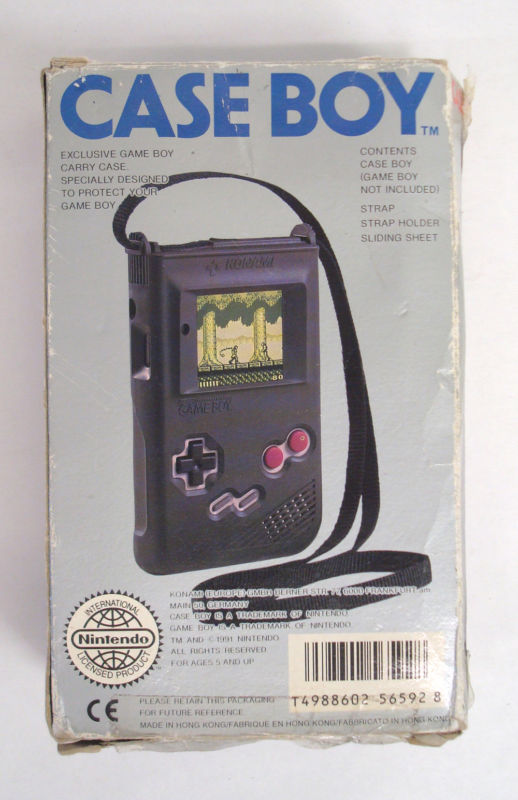 CASE BOY™
EXCLUSIVE GAME BOY
CARRY CASE.
SPECIALLY DESIGNED
TO PROTECT YOUR
GAME BOY.
CONTENTS
CASE BOY
(GAME BOY
NOT INCLUDED)
STRAP
STRAP HOLDER
SLIDING SHEET
KONAMI
80
GAME BOY
KONAMI (EUROPE) GMBH BERNER STR. 77, 6000 FRANKFURT am
MAIN GERMANY
CASE BOY IS A TRADEMARK OF NINTENDO.
GAME BOY IS A TRADEMARK OF NINTENDO.
TM AND ©1991 NINTENDO.
ALL RIGHTS RESERVED
FOR AGES 5 AND UP
INTERNATIONAL
Nintendo
LICENSED PRODUCT
T4988602 56592 8
CE
PLEASE RETAIN THIS PACKAGING
FOR FUTURE REFERENCE
MADE IN HONG KONG/FABRIQUE EN HONG KONG/FABBRICATO IN HONG KONG